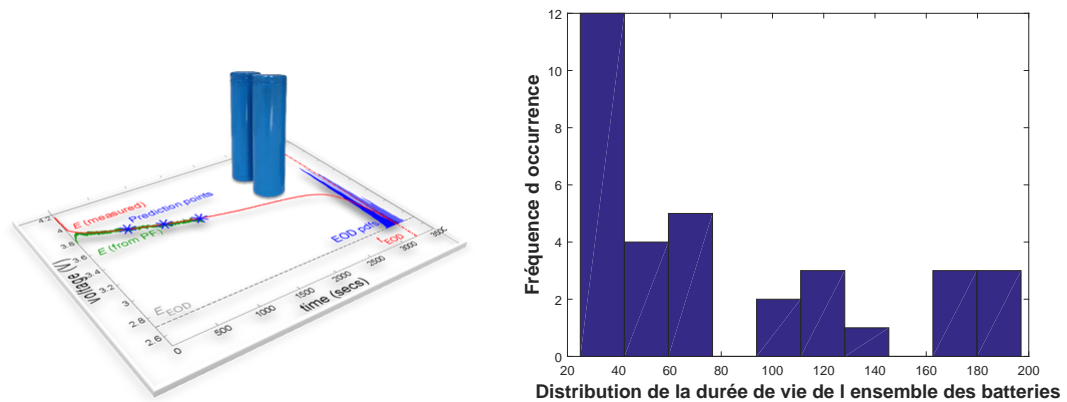 4.2
4
3.8
3.6
3.4
3.2
3
2.8
2.6
voltage (V)
E (measured)
Prediction points
E (from PF)
EOD pdfs
tEOD
EEOD
0
500
1000
1500
2000
2500
3000
3500
time (secs)
12
10
8
6
4
2
0
Fréquence d occurrence
20 40 60 80 100 120 140 160 180 200
Distribution de la durée de vie de l ensemble des batteries